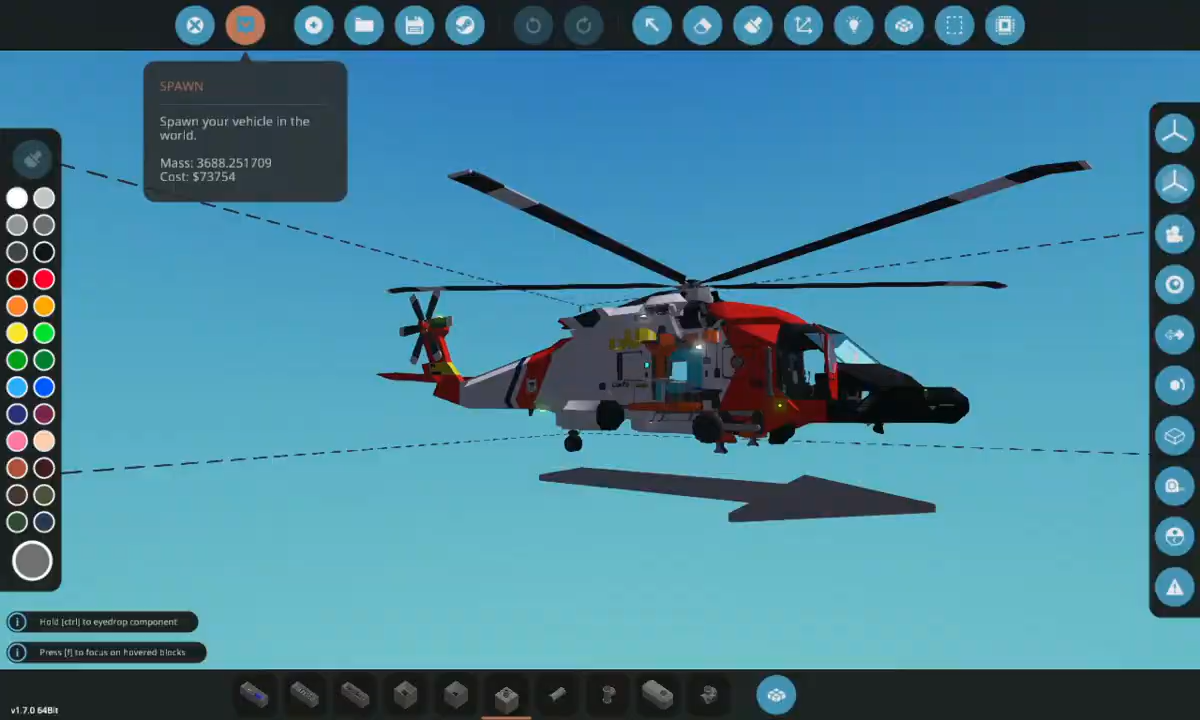 SPAWN
Spawn your vehicle in the
world.
Mass: 3688.251709
Cost: $73754
Hold [ctrl] to eyedrop component
Press [f] to focus on hovered blocks
v1.7.0 64Bit